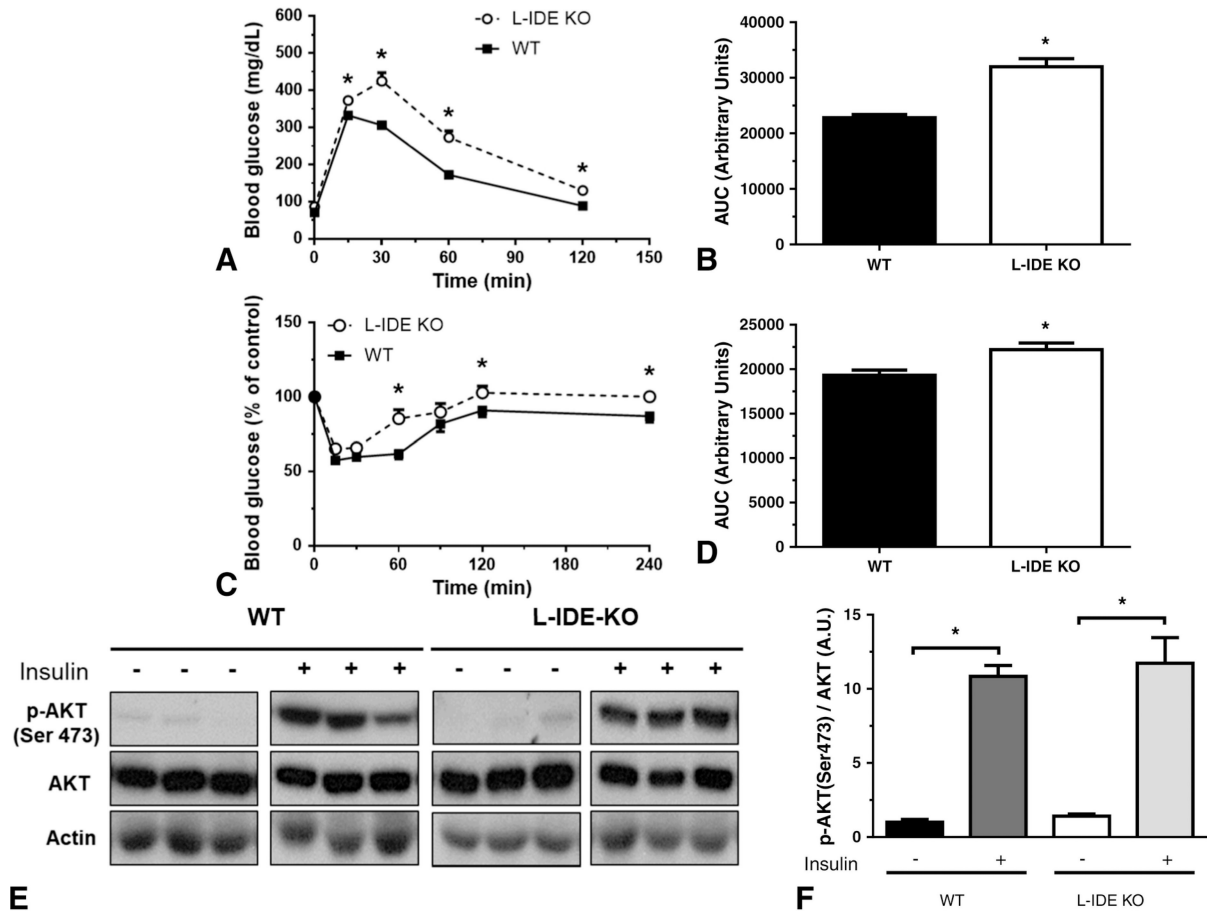 600
500
400
300
200
100
0
Blood glucose (mg/dL)
L-IDE KO
WT
*
*
*
*
0 30 60 90 120 150
Time (min)
A
40000
30000
20000
10000
0
AUC (Arbitrary Units)
*
WT L-IDE KO
B
150
100
50
0
Blood glucose (% of control)
L-IDE KO
WT
*
*
*
0 60 120 180 240
Time (min)
C
25000
20000
15000
10000
5000
0
AUC (Arbitrary Units)
*
WT L-IDE KO
D
WT L-IDE-KO
Insulin - - - + + + - - - + + +
p-AKT
(Ser 473)
AKT
Actin
E
15
10
5
0
p-AKT(Ser473) / AKT (A.U.)
*
*
Insulin - + - +
WT L-IDE KO
F